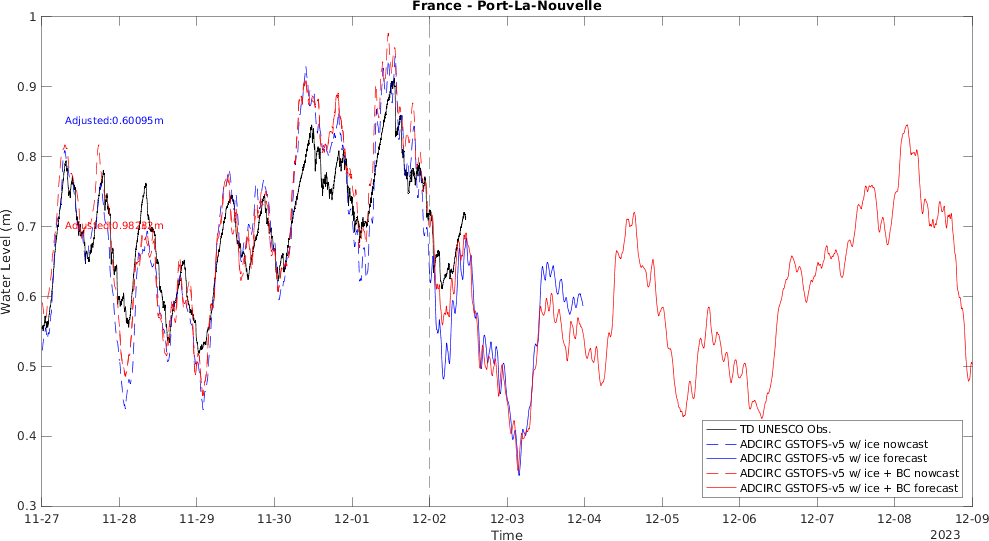 France - Port-La-Nouvelle
1
0.9
0.8
0.7
0.6
0.5
0.4
0.3
Water Level (m)
Adjusted:0.60095m
Adjusted:0.98282m
TD UNESCO Obs.
ADCIRC GSTOFS-v5 w/ ice nowcast
ADCIRC GSTOFS-v5 w/ ice forecast
ADCIRC GSTOFS-v5 w/ ice + BC nowcast
ADCIRC GSTOFS-v5 w/ ice + BC forecast
11-27 11-28 11-29 11-30 12-01 12-02 12-03 12-04 12-05 12-06 12-07 12-08 12-09
Time
2023